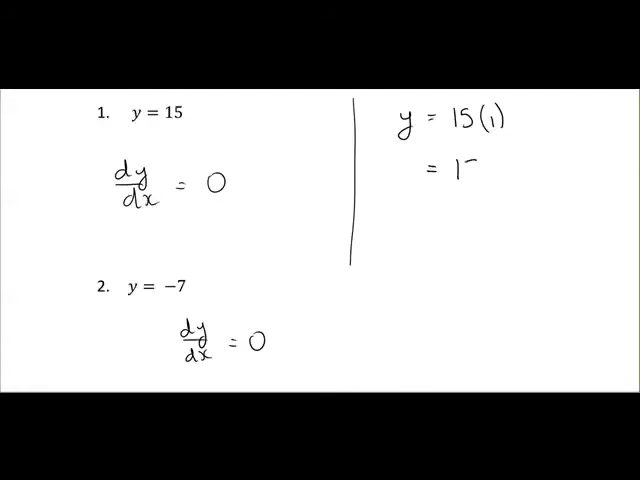 1. y = 15
dy/dx = 0
y = 15(1)
= 1
2. y = −7
dy/dx = 0